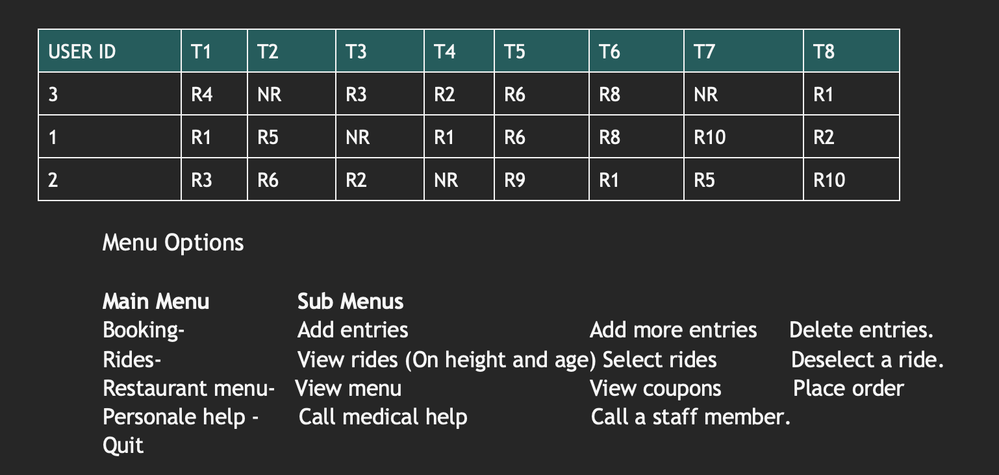 USER ID T1 T2 T3 T4 T5 T6 T7 T8
3 R4 NR R3 R2 R6 R8 NR R1
1 R1 R5 NR R1 R6 R8 R10 R2
2 R3 R6 R2 NR R9 R1 R5 R10
Menu Options
Main Menu Sub Menus
Booking- Add entries Add more entries Delete entries.
Rides- View rides (On height and age) Select rides Deselect a ride.
Restaurant menu- View menu View coupons Place order
Personale help - Call medical help Call a staff member.
Quit